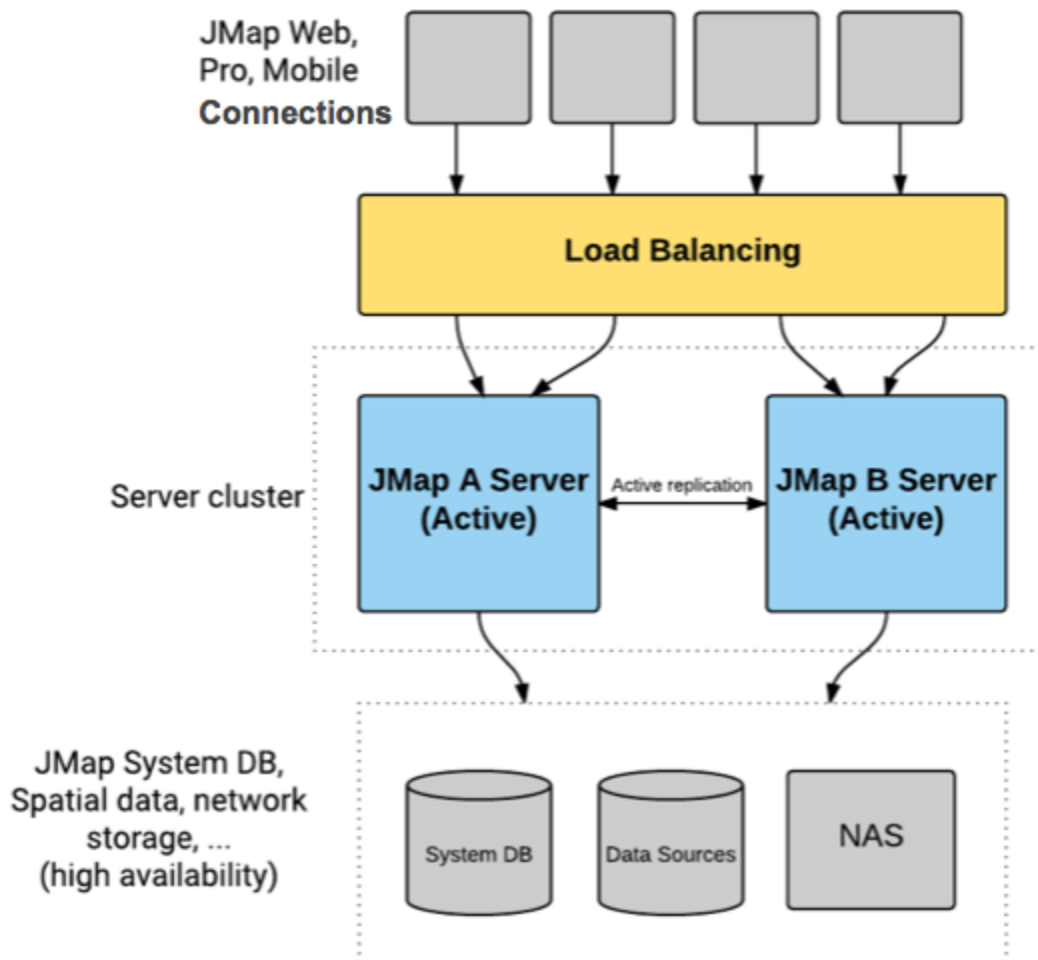 JMap Web,
Pro, Mobile
Connections
Load Balancing
Server cluster
JMap A Server
(Active)
Active replication
JMap B Server
(Active)
JMap System DB,
Spatial data, network
storage, ...
(high availability)
System DB
Data Sources
NAS